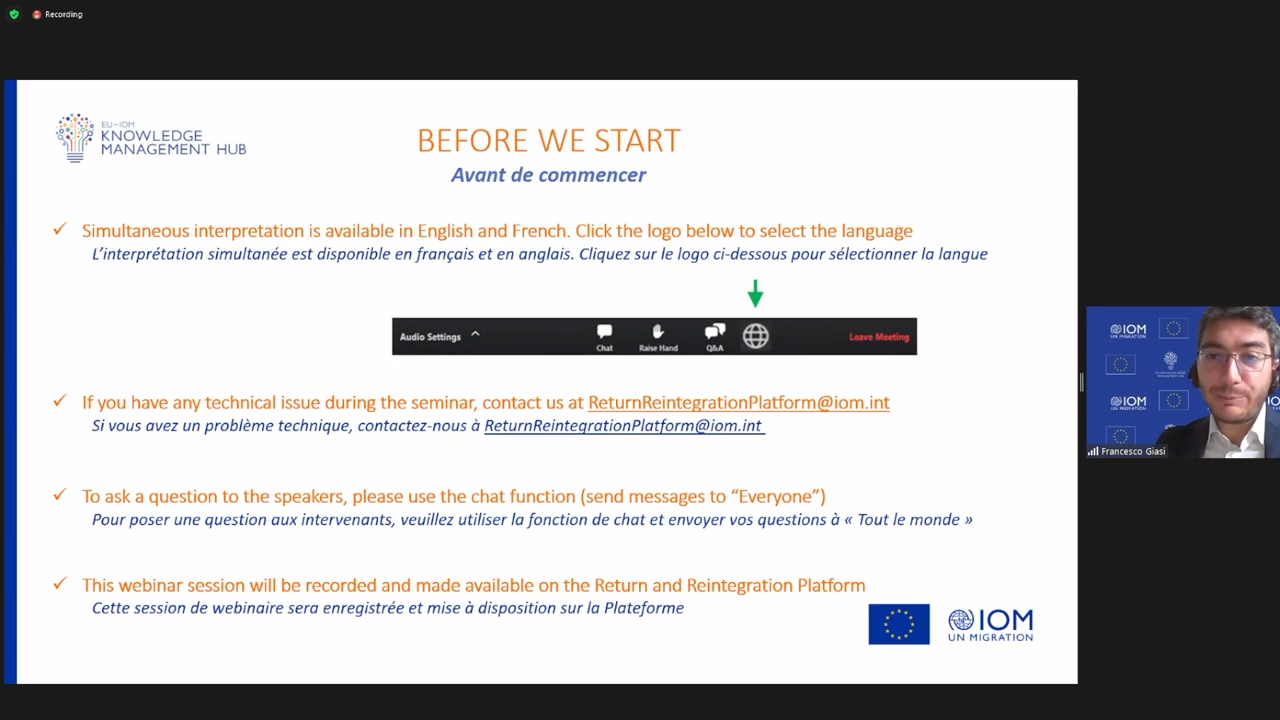 Recording
EU-IOM
KNOWLEDGE
MANAGEMENT HUB
BEFORE WE START
Avant de commencer
✓ Simultaneous interpretation is available in English and French. Click the logo below to select the language
L'interprétation simultanée est disponible en français et en anglais. Cliquez sur le logo ci-dessous pour sélectionner la langue
Audio Settings
Chat
Raise Hand
Q&A
Leave Meeting
✓ If you have any technical issue during the seminar, contact us at ReturnReintegrationPlatform@iom.int
Si vous avez un problème technique, contactez-nous à ReturnReintegrationPlatform@iom.int
✓ To ask a question to the speakers, please use the chat function (send messages to “Everyone”)
Pour poser une question aux intervenants, veuillez utiliser la fonction de chat et envoyer vos questions à « Tout le monde »
✓ This webinar session will be recorded and made available on the Return and Reintegration Platform
Cette session de webinaire sera enregistrée et mise à disposition sur la Plateforme
IOM
UN MIGRATION
IOM
UN MIGRATION
IOM
UN MIGRATION
Francesco Giasi